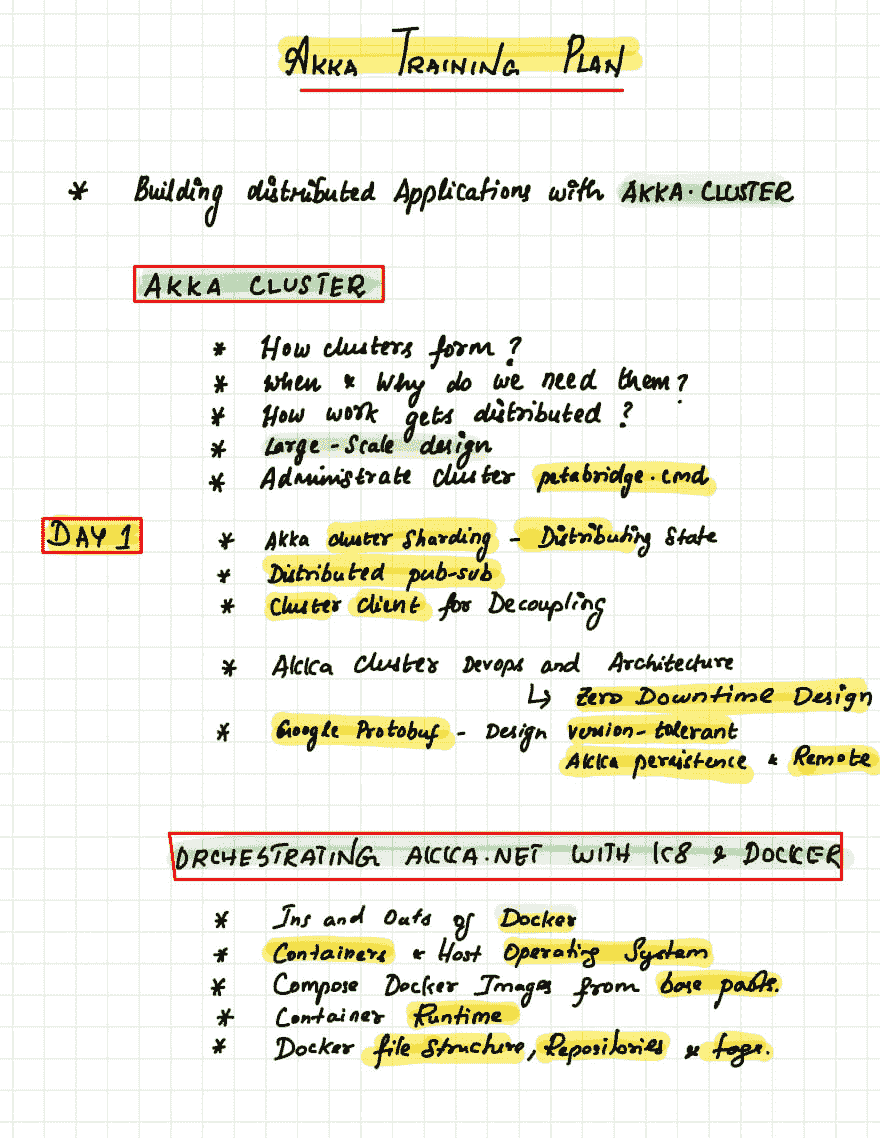 AKKA TRAINING PLAN
* Building distributed Applications with AKKA.CLUSTER
AKKA CLUSTER
* How clusters form?
* When & Why do we need them?
* How work gets distributed?
* Large-Scale design
* Administrate cluster petabridge.cmd
DAY 1
* Akka cluster Sharding - Distributing State
* Distributed pub-sub
* Cluster Client for Decoupling
* Akka Cluster Devops and Architecture
↳ Zero Downtime Design
* Google Protobuf - Design version-tolerant
Akka persistence & Remote
ORCHESTRATING AKKA.NET WITH K8 & DOCKER
* Ins and Outs of Docker
* Containers & Host Operating System
* Compose Docker Images from base parts.
* Container Runtime
* Docker file structure, Repositories & tags.